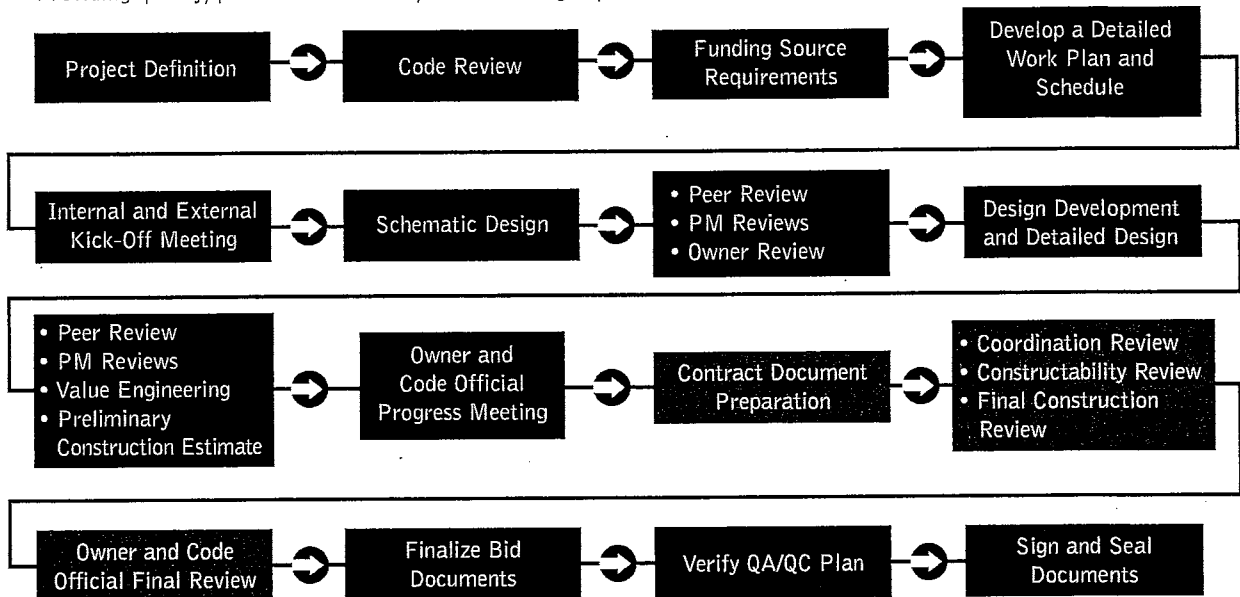 Project Definition
Code Review
Funding Source
Requirements
Develop a Detailed
Work Plan and
Schedule
Internal and External
Kick-Off Meeting
Schematic Design
• Peer Review
• PM Reviews
• Owner Review
Design Development
and Detailed Design
• Peer Review
• PM Reviews
• Value Engineering
• Preliminary
Construction Estimate
Owner and
Code Official
Progress Meeting
Contract Document
Preparation
• Coordination Review
• Constructability Review
• Final Construction
Review
Owner and Code
Official Final Review
Finalize Bid
Documents
Verify QA/QC Plan
Sign and Seal
Documents